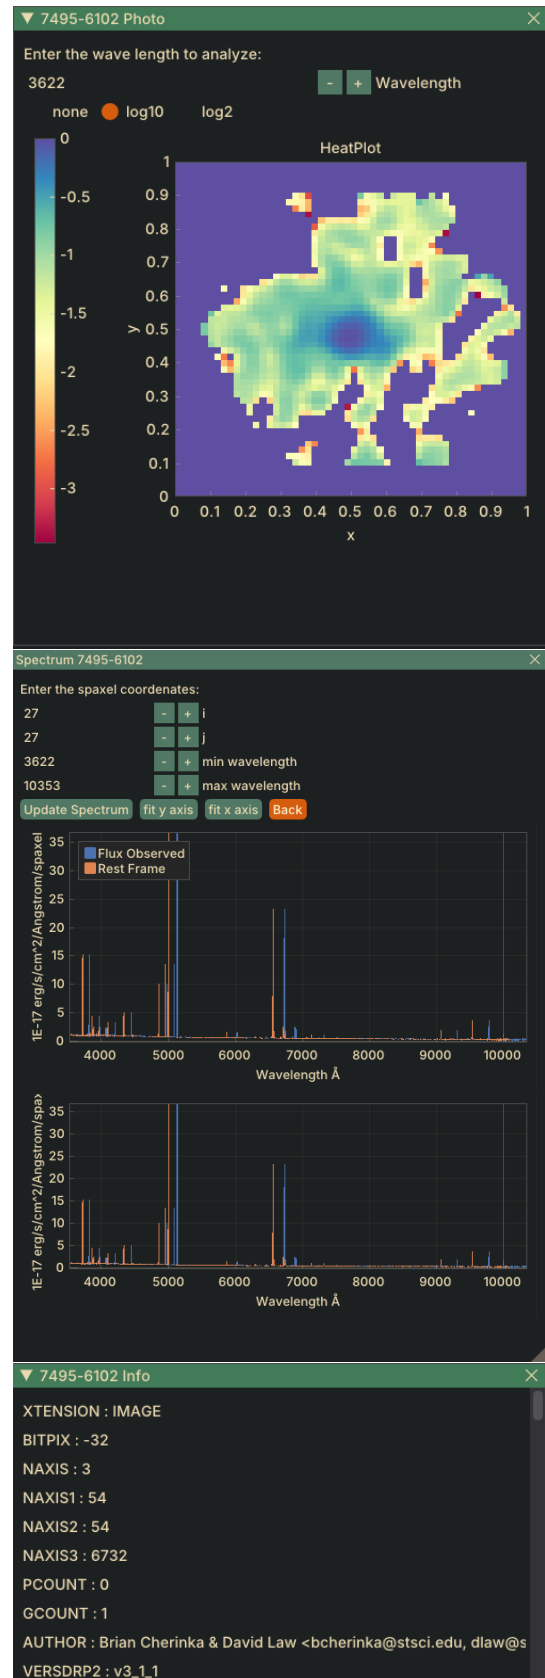 7495-6102 Photo
Enter the wave length to analyze:
3622 - + Wavelength
none log10 log2
HeatPlot
0
-0.5
-1
-1.5
-2
-2.5
-3
1
0.9
0.8
0.7
0.6
0.5
0.4
0.3
0.2
0.1
0
y
0 0.1 0.2 0.3 0.4 0.5 0.6 0.7 0.8 0.9 1
x
Spectrum 7495-6102
Enter the spaxel coordenates:
27 - + i
27 - + j
3622 - + min wavelength
10353 - + max wavelength
Update Spectrum fit y axis fit x axis Back
1E-17 erg/s/cm^2/Angstrom/spaxel
35
30
25
20
15
10
5
0
Flux Observed
Rest Frame
4000 5000 6000 7000 8000 9000 10000
Wavelength Å
1E-17 erg/s/cm^2/Angstrom/spax
35
30
25
20
15
10
5
0
4000 5000 6000 7000 8000 9000 10000
Wavelength Å
7495-6102 Info
XTENSION : IMAGE
BITPIX : -32
NAXIS : 3
NAXIS1 : 54
NAXIS2 : 54
NAXIS3 : 6732
PCOUNT : 0
GCOUNT : 1
AUTHOR : Brian Cherinka & David Law <bcherinka@stsci.edu, dlaw@s
VERSDRP2 : v3_1_1